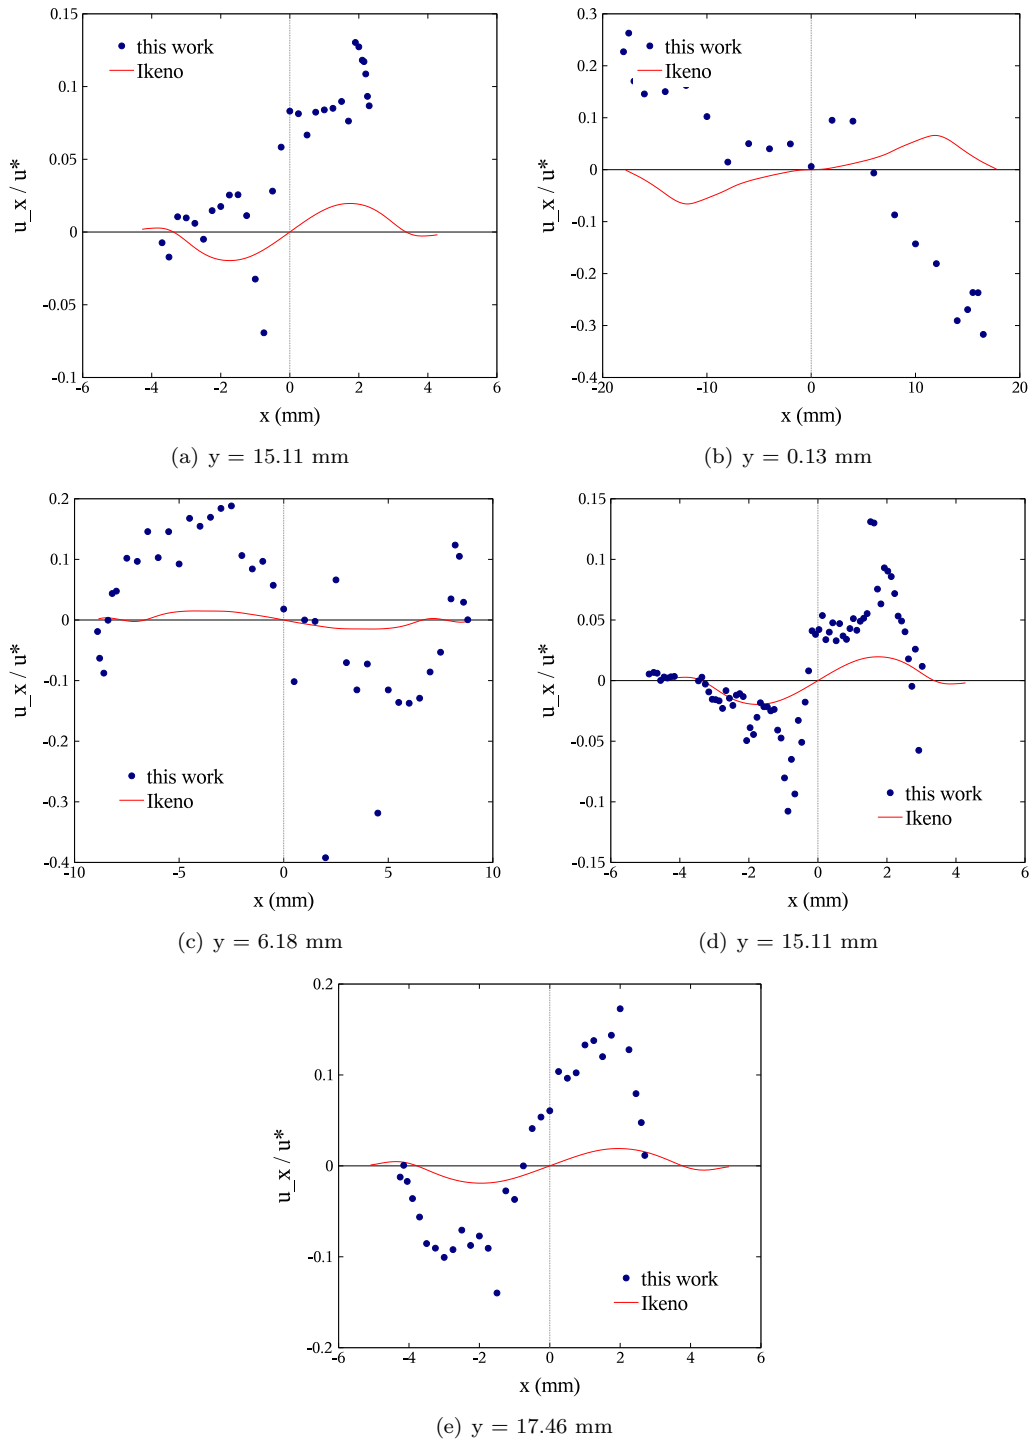 0.15
this work
Ikeno
0.1
0.05
0
-0.05
-0.1
u_x / u*
-6 -4 -2 0 2 4 6
x (mm)
(a) y = 15.11 mm
0.3
this work
Ikeno
0.2
0.1
0
-0.1
-0.2
-0.3
-0.4
u_x / u*
-20 -10 0 10 20
x (mm)
(b) y = 0.13 mm
0.2
0.1
0
-0.1
-0.2
-0.3
-0.4
u_x / u*
this work
Ikeno
-10 -5 0 5 10
x (mm)
(c) y = 6.18 mm
0.15
0.1
0.05
0
-0.05
-0.1
-0.15
u_x / u*
this work
Ikeno
-6 -4 -2 0 2 4 6
x (mm)
(d) y = 15.11 mm
0.2
0.1
0
-0.1
-0.2
u_x / u*
this work
Ikeno
-6 -4 -2 0 2 4 6
x (mm)
(e) y = 17.46 mm